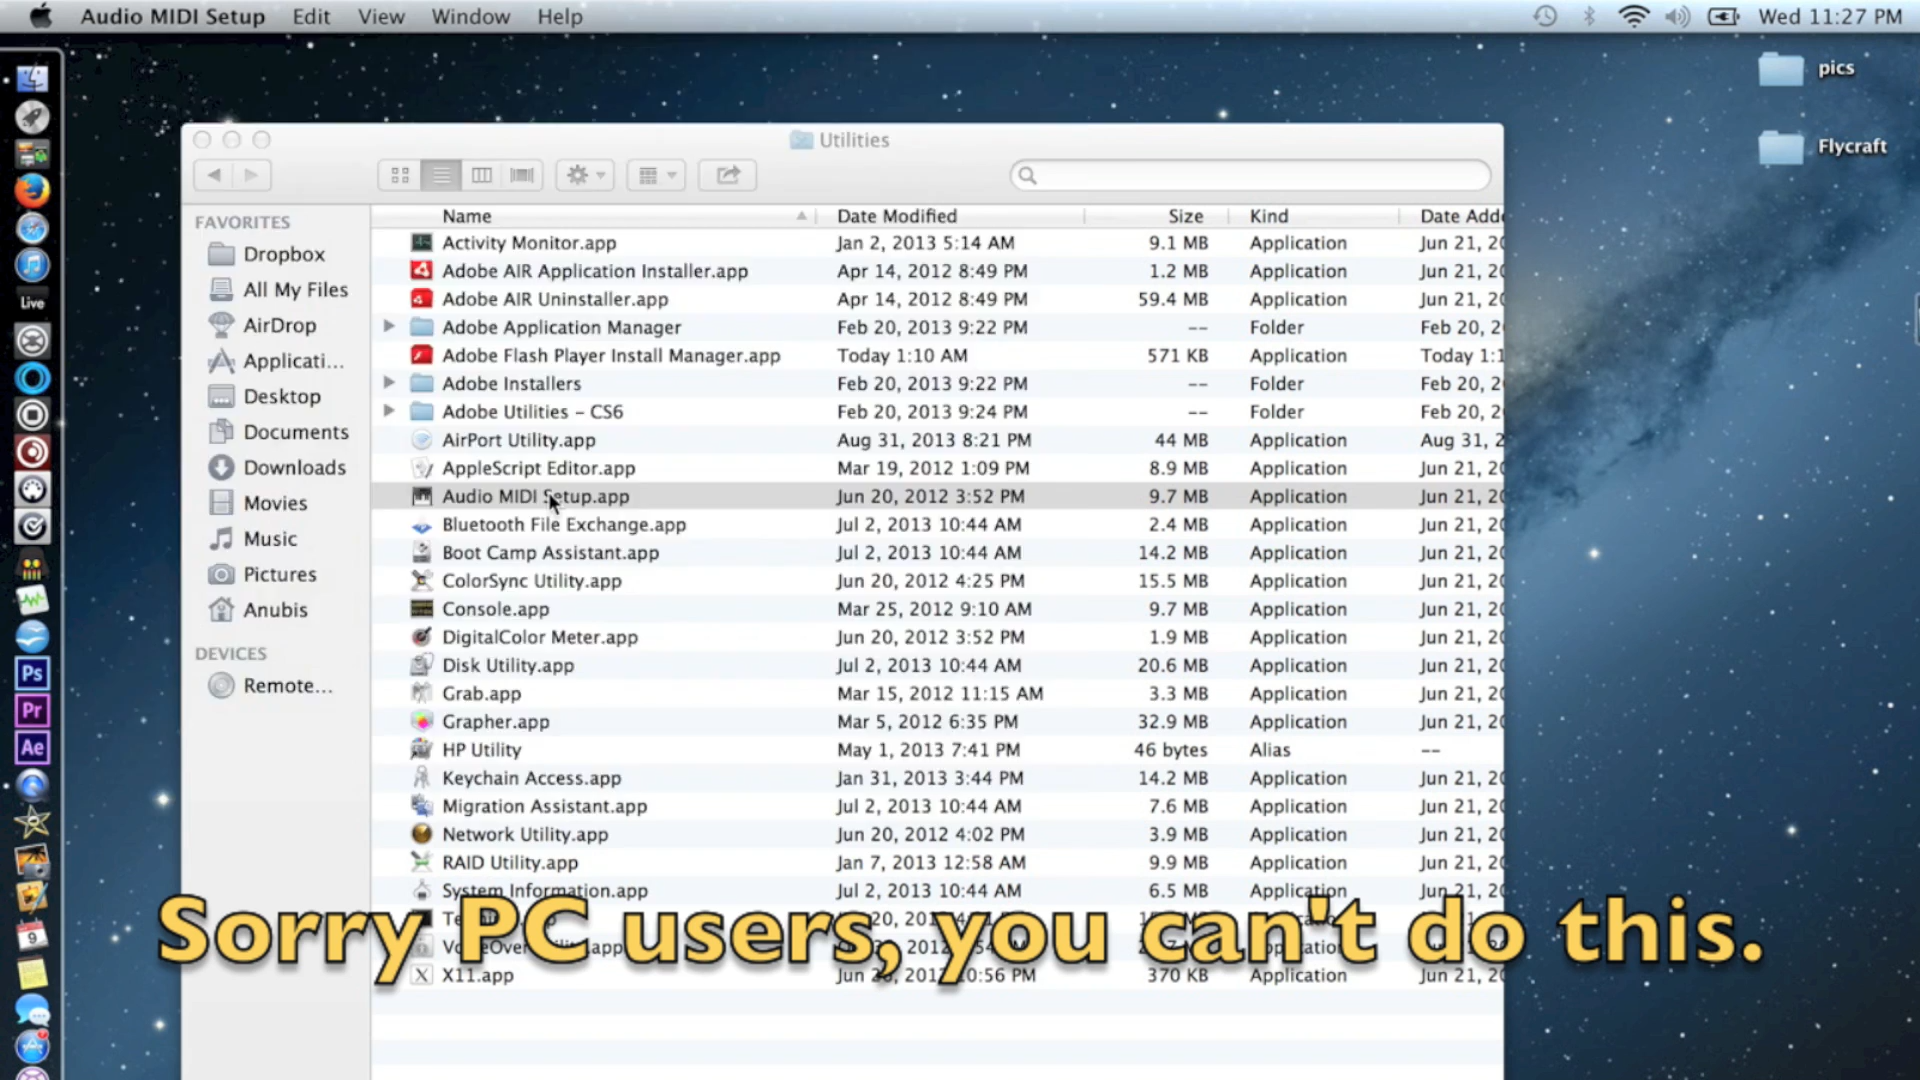 Audio MIDI Setup Edit View Window Help Wed 11:27 PM
pics
Flycraft
Utilities
FAVORITES
Dropbox
All My Files
AirDrop
Applicati...
Desktop
Documents
Downloads
Movies
Music
Pictures
Anubis
DEVICES
Remote...
Name Date Modified Size Kind Date Adde
Activity Monitor.app Jan 2, 2013 5:14 AM 9.1 MB Application Jun 21, 20
Adobe AIR Application Installer.app Apr 14, 2012 8:49 PM 1.2 MB Application Jun 21, 20
Adobe AIR Uninstaller.app Apr 14, 2012 8:49 PM 59.4 MB Application Jun 21, 20
Adobe Application Manager Feb 20, 2013 9:22 PM -- Folder Feb 20, 2
Adobe Flash Player Install Manager.app Today 1:10 AM 571 KB Application Today 1:1
Adobe Installers Feb 20, 2013 9:22 PM -- Folder Feb 20, 2
Adobe Utilities - CS6 Feb 20, 2013 9:24 PM -- Folder Feb 20, 2
AirPort Utility.app Aug 31, 2013 8:21 PM 44 MB Application Aug 31, 2
AppleScript Editor.app Mar 19, 2012 1:09 PM 8.9 MB Application Jun 21, 20
Audio MIDI Setup.app Jun 20, 2012 3:52 PM 9.7 MB Application Jun 21, 20
Bluetooth File Exchange.app Jul 2, 2013 10:44 AM 2.4 MB Application Jun 21, 20
Boot Camp Assistant.app Jul 2, 2013 10:44 AM 14.2 MB Application Jun 21, 20
ColorSync Utility.app Jun 20, 2012 4:25 PM 15.5 MB Application Jun 21, 20
Console.app Mar 25, 2012 9:10 AM 9.7 MB Application Jun 21, 20
DigitalColor Meter.app Jun 20, 2012 3:52 PM 1.9 MB Application Jun 21, 20
Disk Utility.app Jul 2, 2013 10:44 AM 20.6 MB Application Jun 21, 20
Grab.app Mar 15, 2012 11:15 AM 3.3 MB Application Jun 21, 20
Grapher.app Mar 5, 2012 6:35 PM 32.9 MB Application Jun 21, 20
HP Utility May 1, 2013 7:41 PM 46 bytes Alias --
Keychain Access.app Jan 31, 2013 3:44 PM 14.2 MB Application Jun 21, 20
Migration Assistant.app Jul 2, 2013 10:44 AM 7.6 MB Application Jun 21, 20
Network Utility.app Jun 20, 2012 4:02 PM 3.9 MB Application Jun 21, 20
RAID Utility.app Jan 7, 2013 12:58 AM 9.9 MB Application Jun 21, 20
System Information.app Jul 2, 2013 10:44 AM 6.5 MB Application Jun 21, 20
X11.app 370 KB Application Jun 21, 20
Sorry PC users, you can't do this.
Live
Ps
Pr
Ae
9